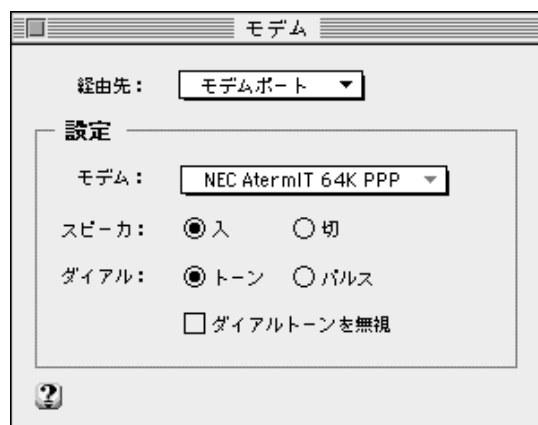 モデム
経由先： モデムポート
設定
モデム： NEC AtermIT 64K PPP
スピーカ： 入 切
ダイアル： トーン パルス
ダイアルトーンを無視
?